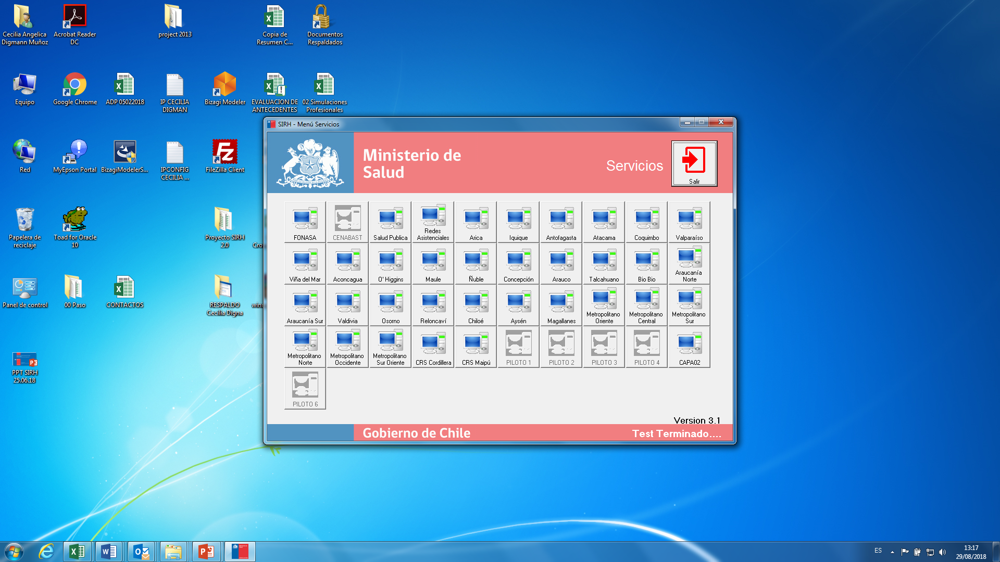 Cecilia Angelica
Digmann Muñoz
Acrobat Reader
DC
project 2013
Copia de
Resumen C...
Documentos
Respaldados
Equipo
Google Chrome
ADP 05022018
IP CECILIA
DIGMAN
Bizagi Modeler
EVALUACION DE
ANTECEDENTES
02 Simulaciones
Profesionales
Red
MyEpson Portal
BizagiModelerS...
IPCONFIG
CECILIA ...
FileZilla Client
Papelera de
reciclaje
Toad for Oracle
10
Proyecto SIRH
2.0
Cro
Panel de control
00 Paso
CONTACTOS
RESPALDO
Cecilia Digna
PPT SIRH
25.06.18
SIRH - Menú Servicios
Ministerio de
Salud
Servicios
Salir
FONASA
CENABAST
Salud Publica
Redes
Asistenciales
Arica
Iquique
Antofagasta
Atacama
Coquimbo
Valparaíso
Viña del Mar
Aconcagua
O' Higgins
Maule
Ñuble
Concepción
Arauco
Talcahuano
Bio Bio
Araucanía
Norte
Araucanía Sur
Valdivia
Osorno
Reloncaví
Chiloé
Aysén
Magallanes
Metropolitano
Oriente
Metropolitano
Central
Metropolitano
Sur
Metropolitano
Norte
Metropolitano
Occidente
Metropolitano
Sur Oriente
CRS Cordillera
CRS Maipú
PILOTO 1
PILOTO 2
PILOTO 3
PILOTO 4
CAPA02
PILOTO 6
Version 3.1
Gobierno de Chile
Test Terminado....
ES
13:17
29/08/2018